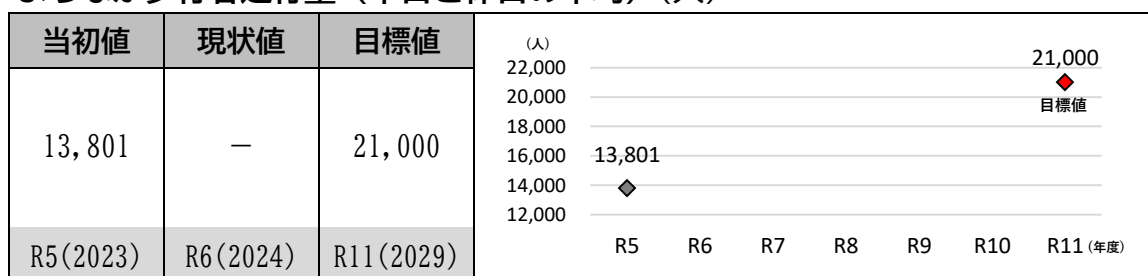 当初値 現状値 目標値
13,801 － 21,000
R5(2023) R6(2024) R11(2029)
(人)
22,000
20,000
18,000
16,000
14,000
12,000
13,801
21,000
目標値
R5 R6 R7 R8 R9 R10 R11 (年度)